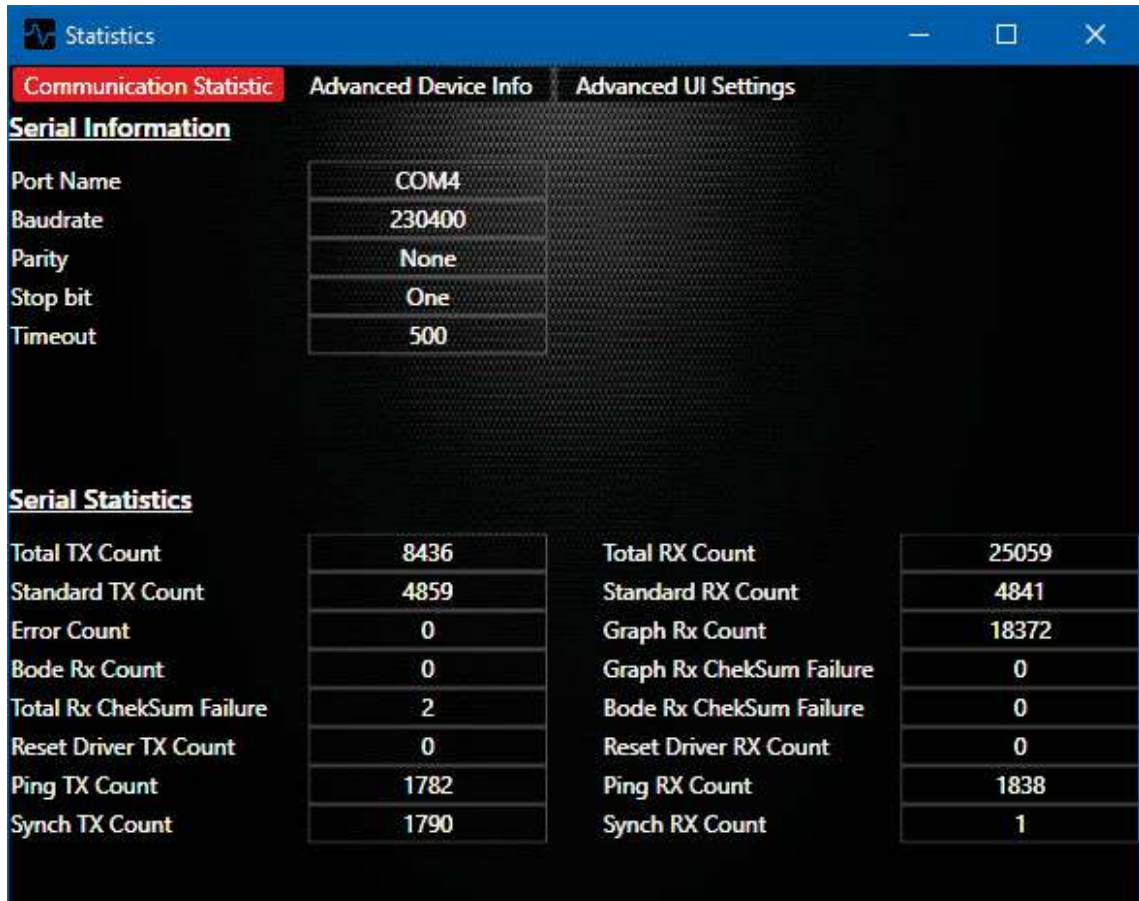 Statistics
Communication Statistic Advanced Device Info Advanced UI Settings
Serial Information
Port Name COM4
Baudrate 230400
Parity None
Stop bit One
Timeout 500
Serial Statistics
Total TX Count 8436 Total RX Count 25059
Standard TX Count 4859 Standard RX Count 4841
Error Count 0 Graph Rx Count 18372
Bode Rx Count 0 Graph Rx ChekSum Failure 0
Total Rx ChekSum Failure 2 Bode Rx ChekSum Failure 0
Reset Driver TX Count 0 Reset Driver RX Count 0
Ping TX Count 1782 Ping RX Count 1838
Synch TX Count 1790 Synch RX Count 1